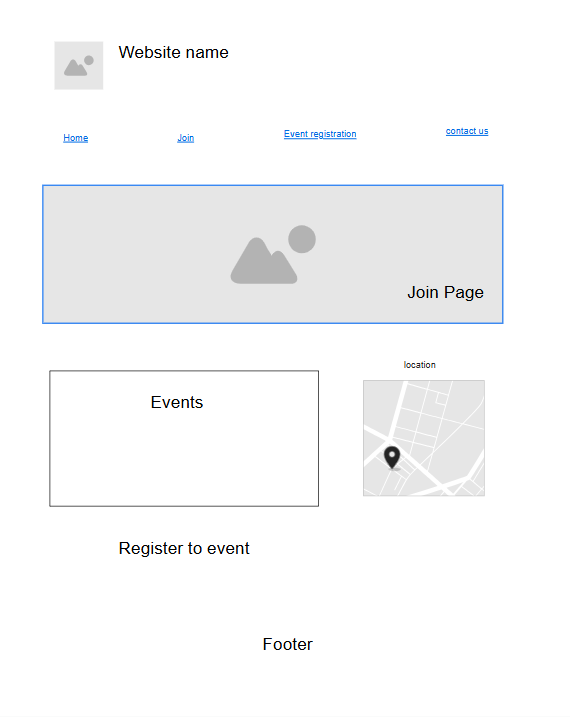 Website name
Home
Join
Event registration
contact us
Join Page
location
Events
Register to event
Footer